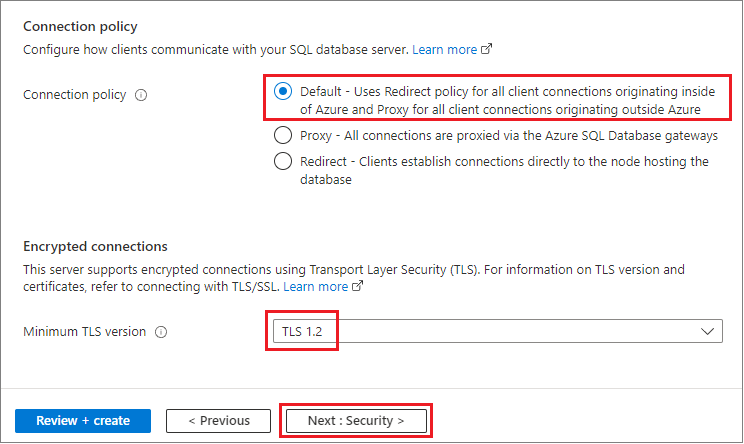 Connection policy
Configure how clients communicate with your SQL database server. Learn more
Connection policy
Default - Uses Redirect policy for all client connections originating inside
of Azure and Proxy for all client connections originating outside Azure
Proxy - All connections are proxied via the Azure SQL Database gateways
Redirect - Clients establish connections directly to the node hosting the
database
Encrypted connections
This server supports encrypted connections using Transport Layer Security (TLS). For information on TLS version and
certificates, refer to connecting with TLS/SSL. Learn more
Minimum TLS version
TLS 1.2
Review + create
< Previous
Next : Security >